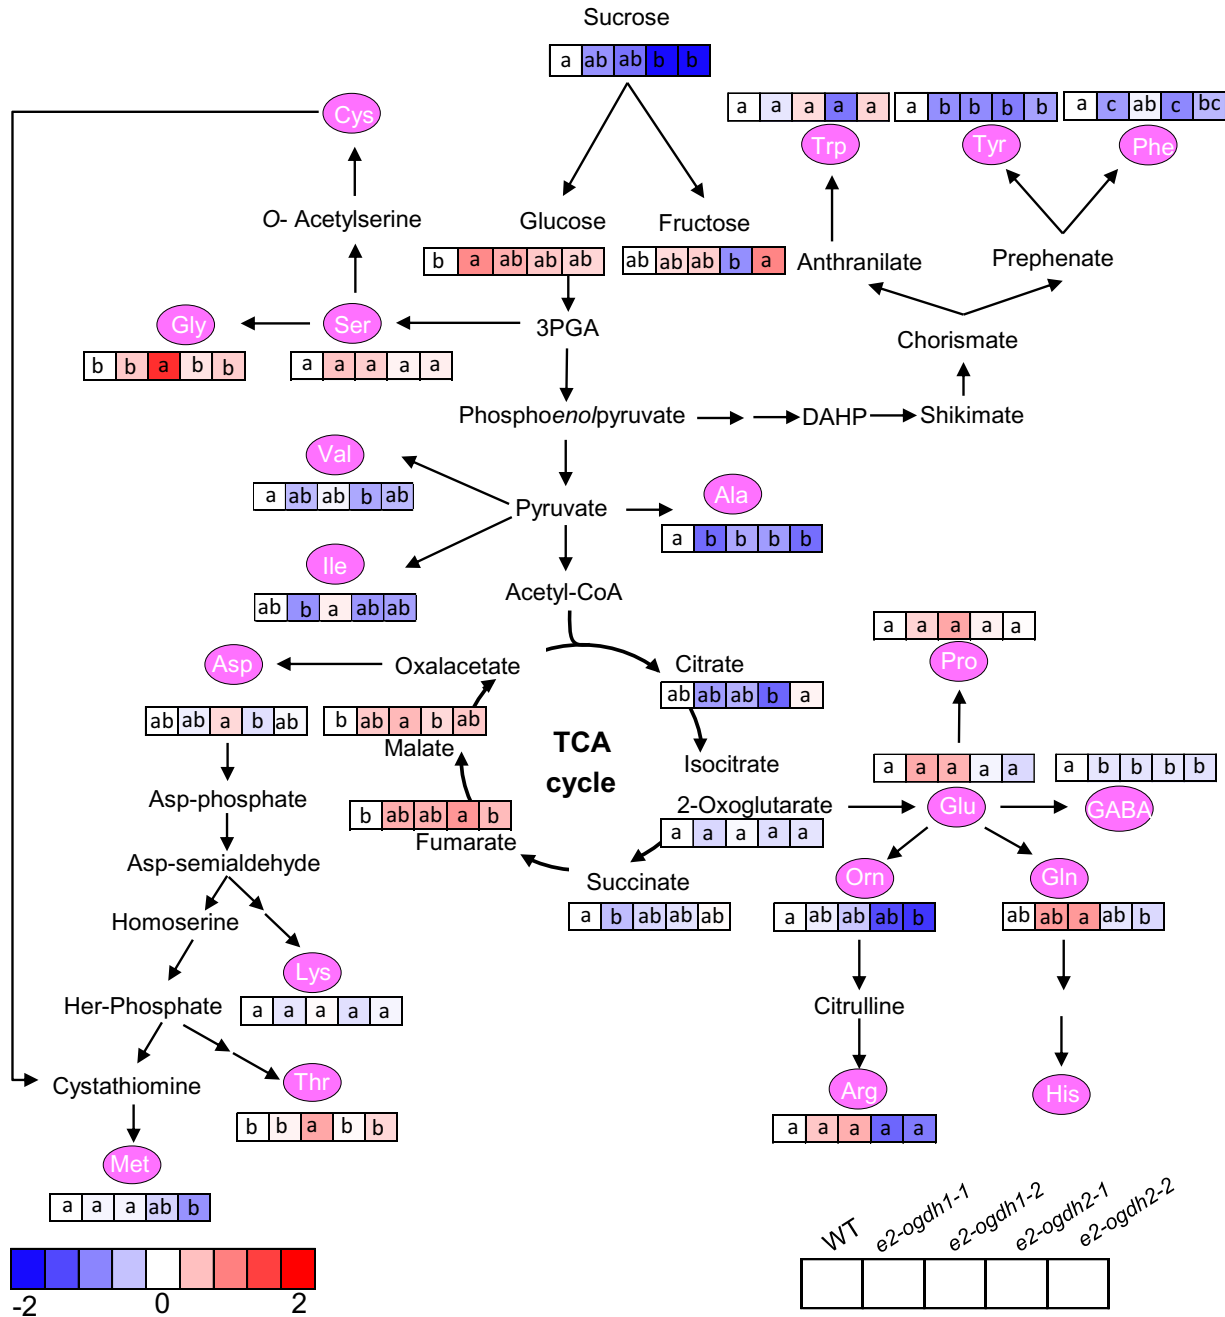 Sucrose
a ab ab b b
Cys
a a a a a
a b b b b
a c ab c bc
Trp
Tyr
Phe
O- Acetylserine
Glucose
Fructose
b a ab ab ab
ab ab ab b a
Anthranilate
Prephenate
Gly
Ser
3PGA
Chorismate
b b a b b
a a a a a
Phosphoenolpyruvate
DAHP
Shikimate
Val
a ab ab b ab
Pyruvate
Ala
a b b b b
Ile
ab b a ab ab
Acetyl-CoA
a a a a a
Pro
Asp
Oxalacetate
Citrate
ab ab ab b a
ab ab a b ab
b ab a b ab
Malate
TCA
cycle
Isocitrate
a a a a a
a b b b b
Asp-phosphate
2-Oxoglutarate
Glu
GABA
b ab ab a b
Fumarate
a a a a a
Asp-semialdehyde
Succinate
Orn
Gln
a b ab ab ab
a ab ab ab b
ab ab a ab b
Homoserine
Lys
a a a a a
Her-Phosphate
Citrulline
Cystathiomine
Thr
b b a b b
Arg
His
a a a a a
Met
a a a ab b
WT
e2-ogdh1-1
e2-ogdh1-2
e2-ogdh2-1
e2-ogdh2-2
-2 0 2